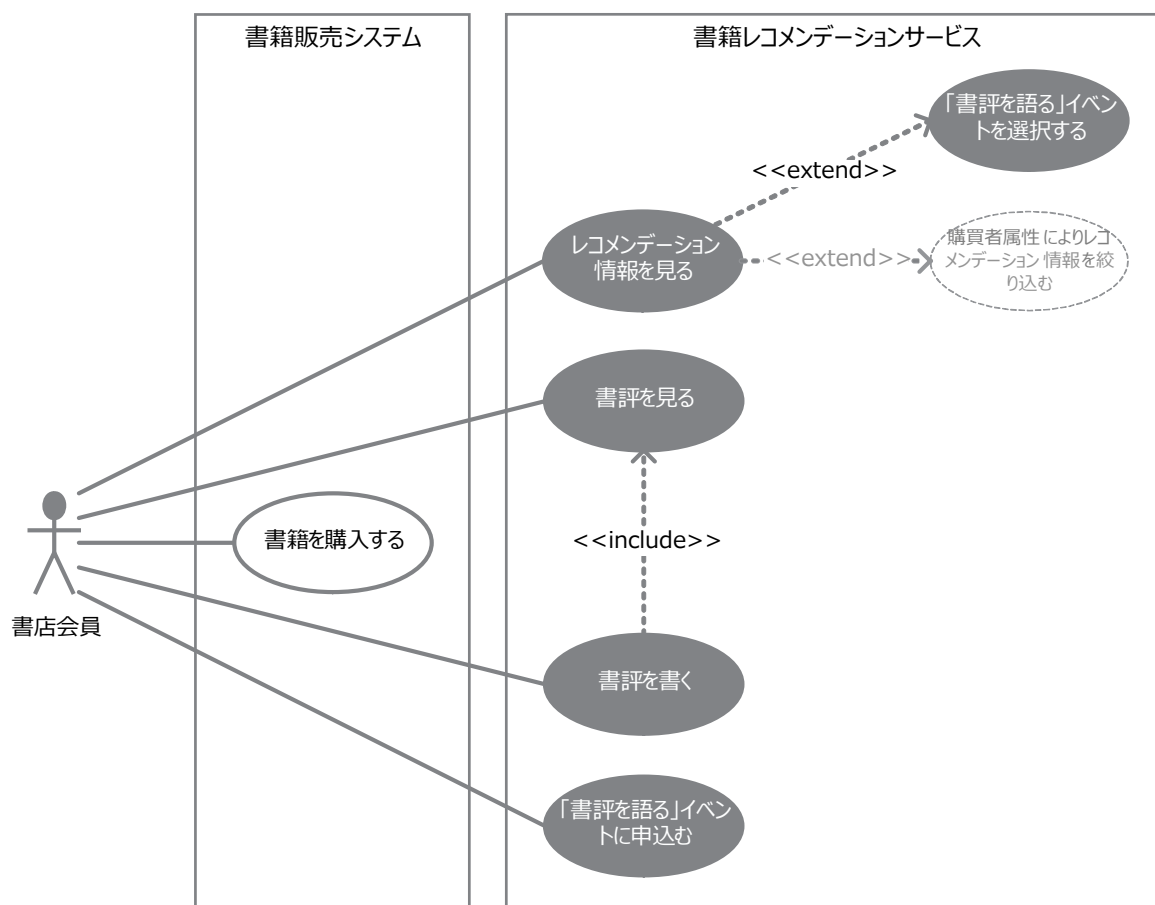 書籍販売システム
書籍レコメンデーションサービス
「書評を語る」イベン
トを選択する
<<extend>>
レコメンデーション
情報を見る
<<extend>>
購買者属性によりレコ
メンデーション情報を絞
り込む
書評を見る
書籍を購入する
<<include>>
書店会員
書評を書く
「書評を語る」イベン
トに申込む